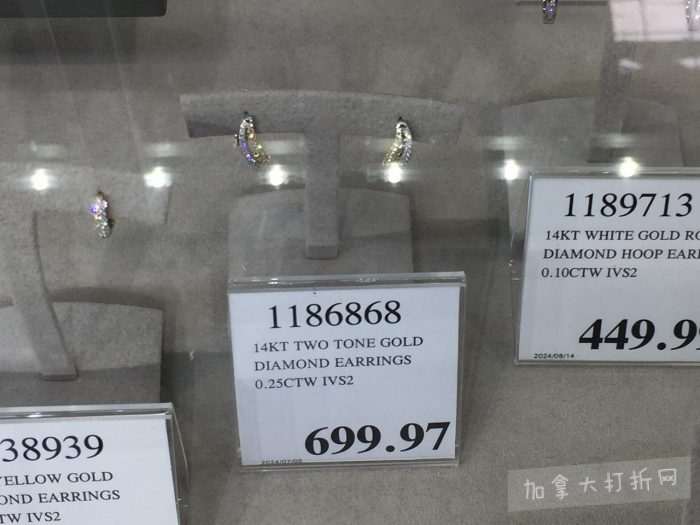 1186868
14KT TWO TONE GOLD
DIAMOND EARRINGS
0.25CTW IVS2
699.97
1189713
14KT WHITE GOLD
DIAMOND HOOP
0.10CTW IVS2
449.99
2024/08/14
38939
YELLOW GOLD
OND EARRINGS
TW IVS2
加拿大打折网